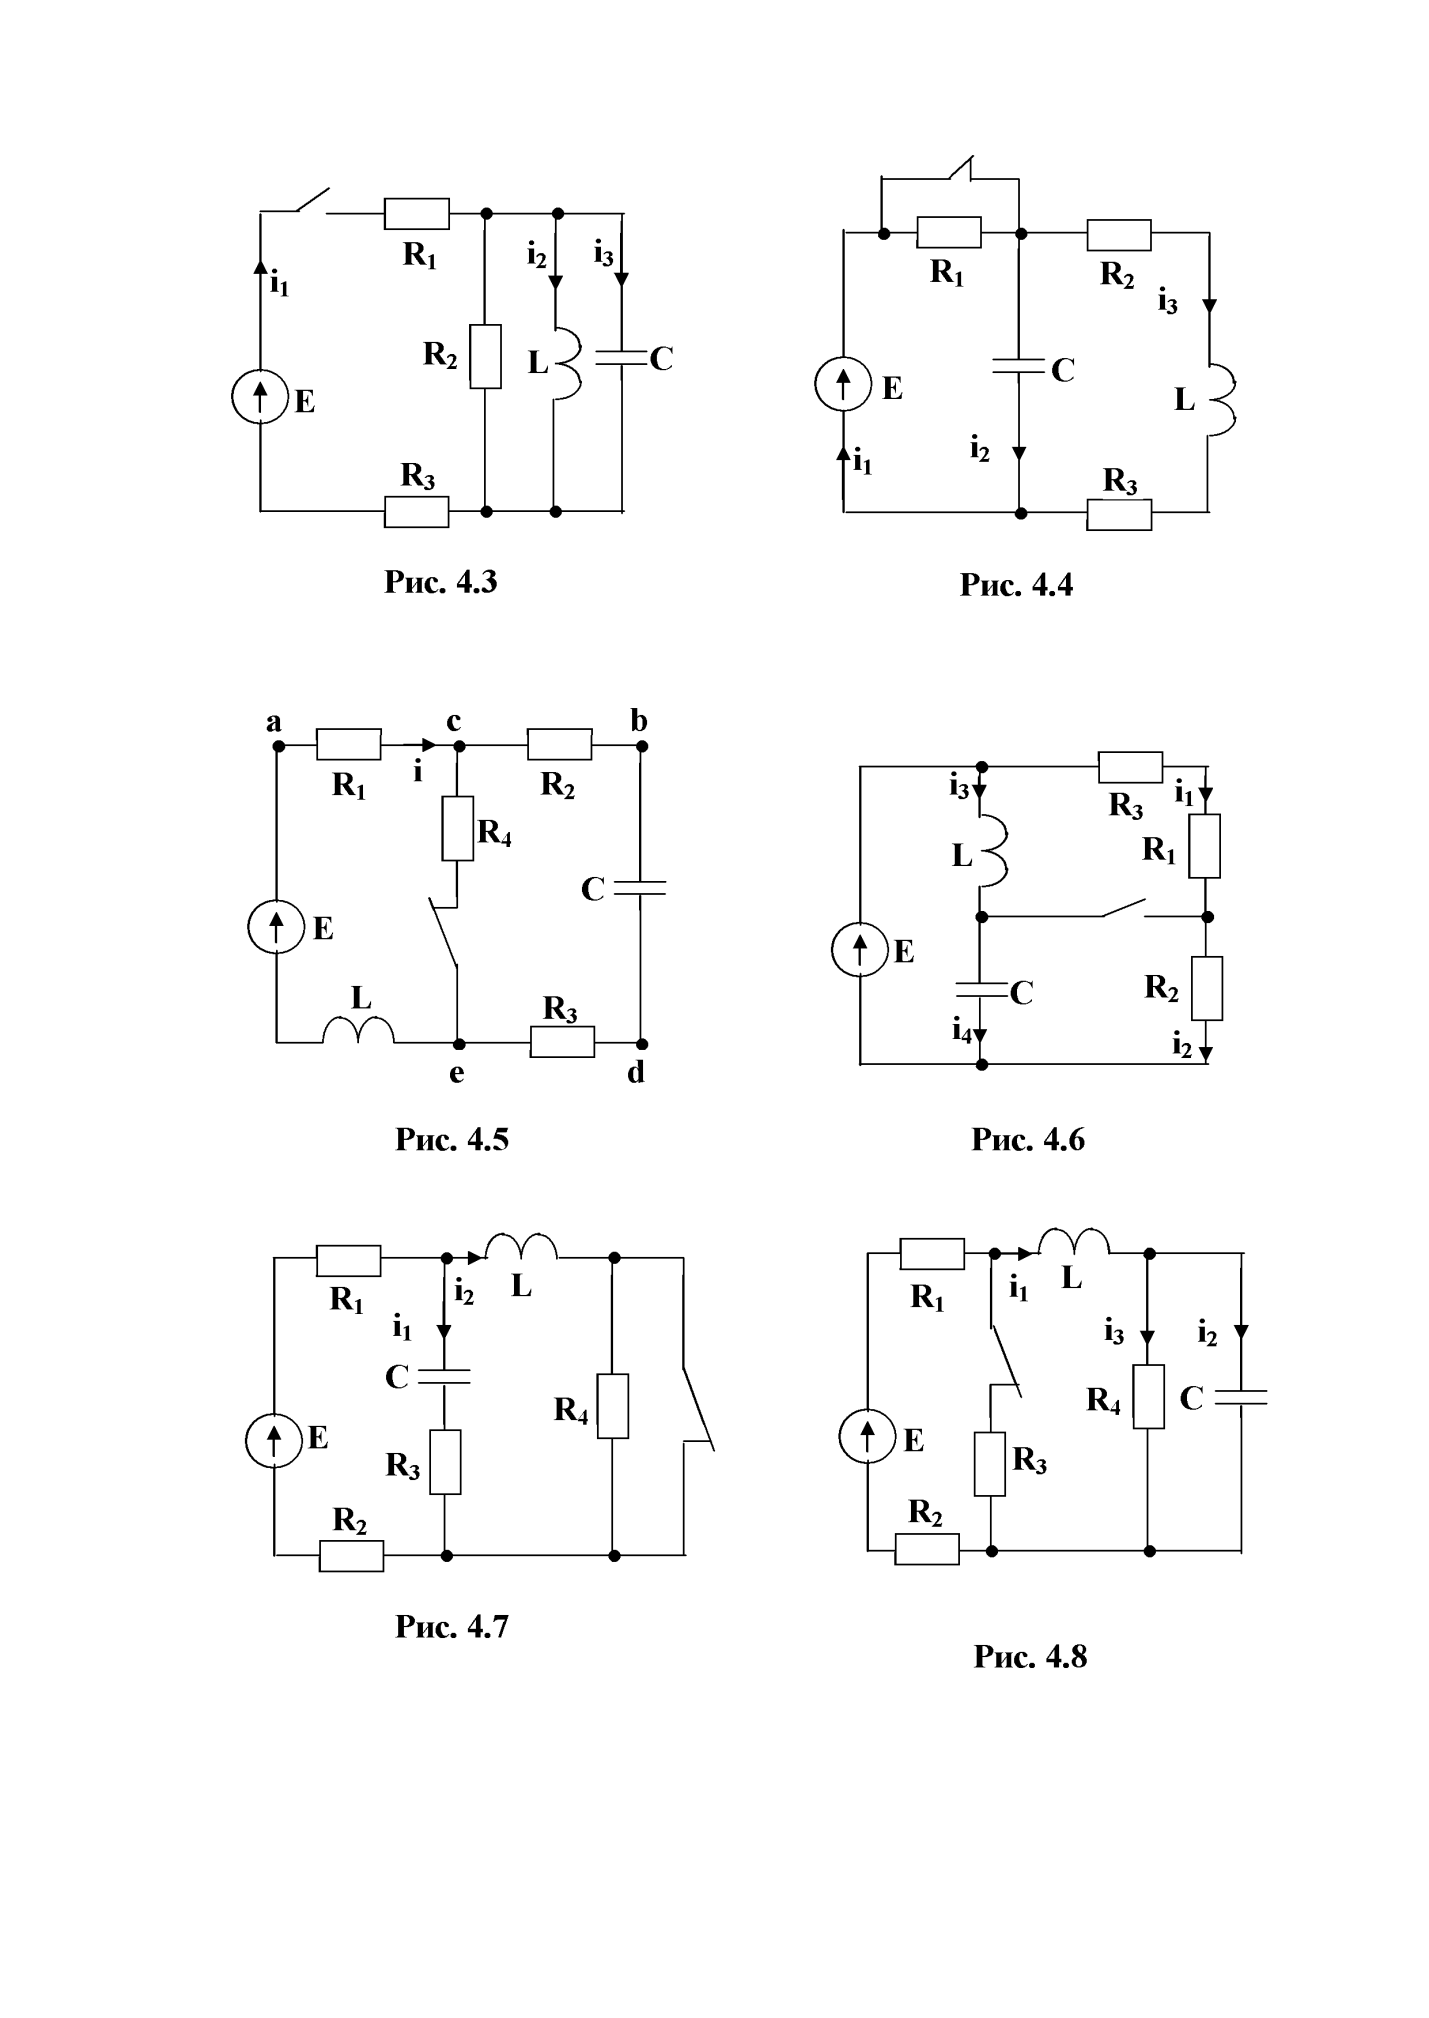 R1
i1
i2
i3
R2
L
C
E
R3
Рис. 4.3
R1
R2
i3
C
E
L
i2
i1
R3
Рис. 4.4
a
c
b
R1
i
R2
R4
C
E
L
R3
e
d
Рис. 4.5
i3
R3
i1
L
R1
E
C
R2
i4
i2
Рис. 4.6
R1
i2
L
i1
C
R4
E
R3
R2
Рис. 4.7
R1
i1
L
i3
i2
R4
C
E
R3
R2
Рис. 4.8